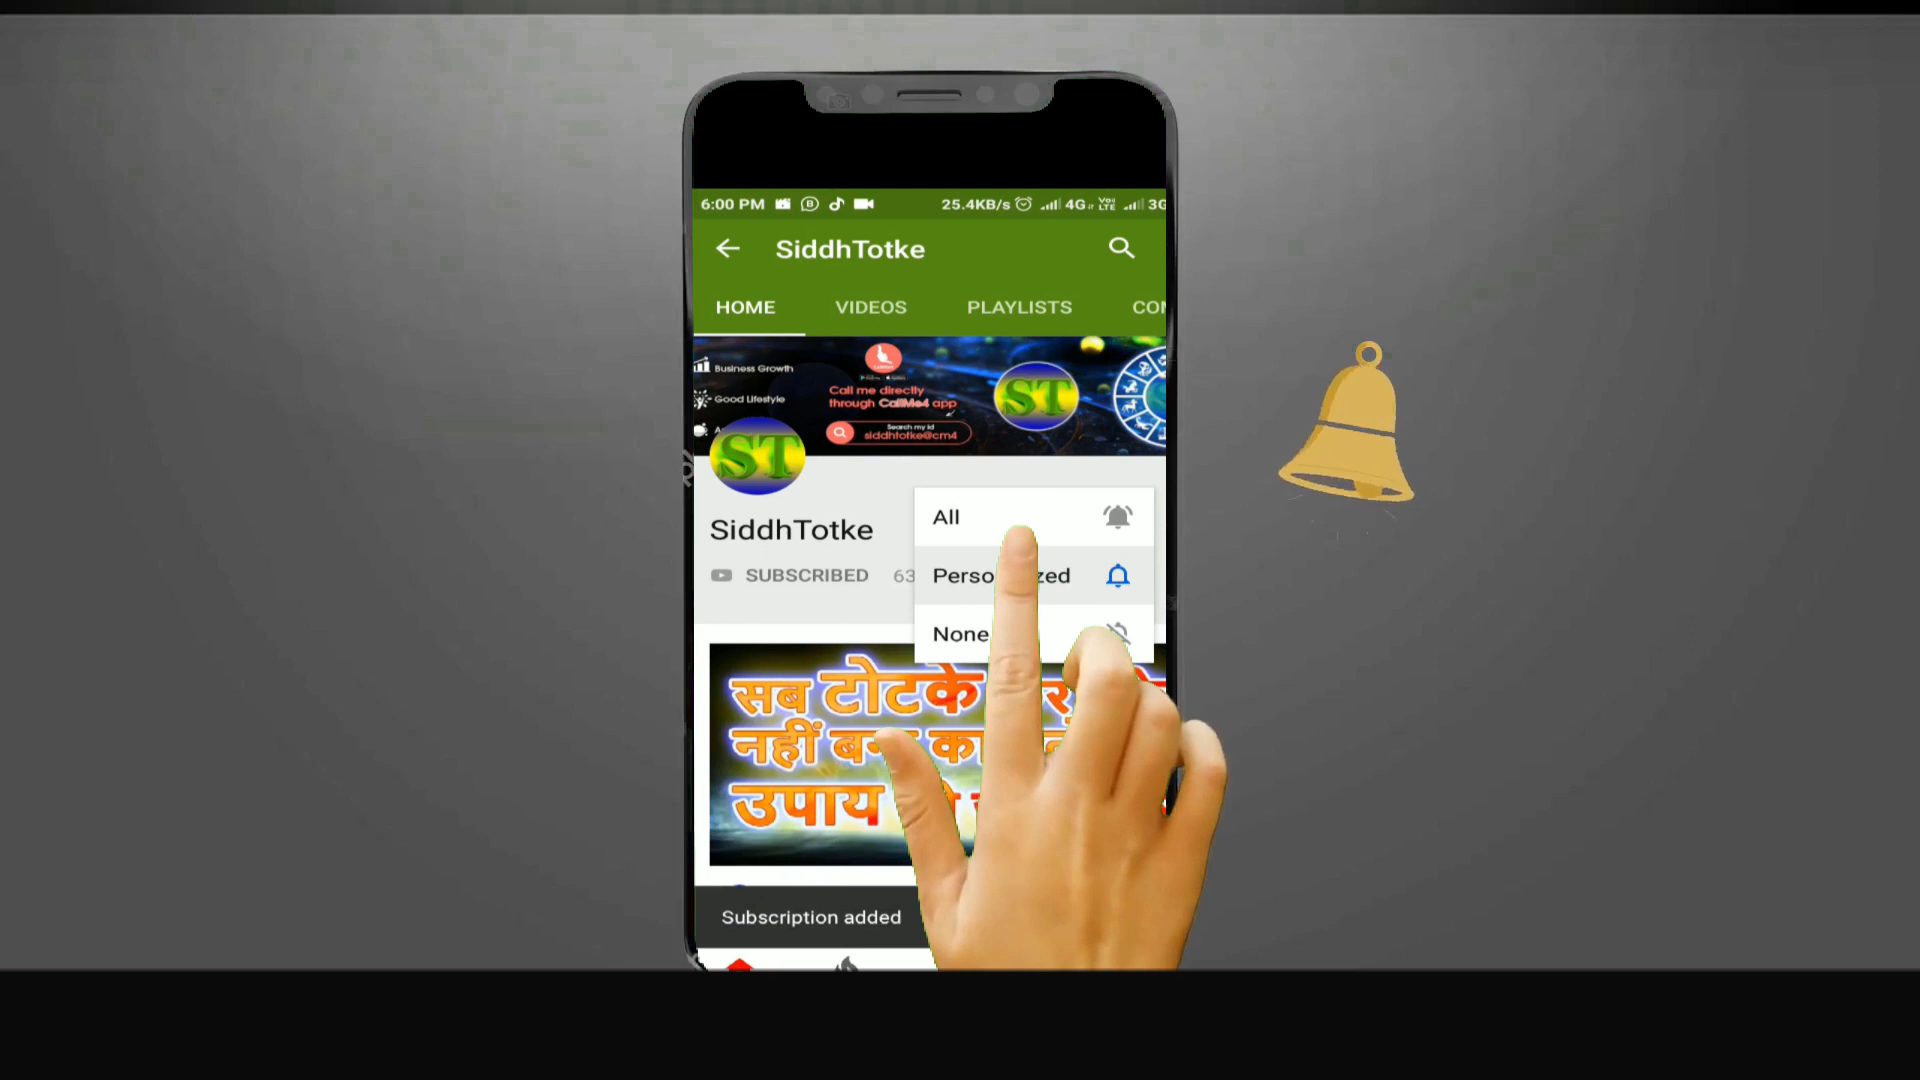 6:00 PM
25.4KB/s 4G VoLTE 3G
SiddhTotke
HOME VIDEOS PLAYLISTS
Business Growth
Good Lifestyle
Call me directly
through CallMe4 app
Search my id
siddhtotke@cm4
ST
ST
SiddhTotke
SUBSCRIBED 63
All
None
सब टोटके
नहीं
उपाय
Subscription added